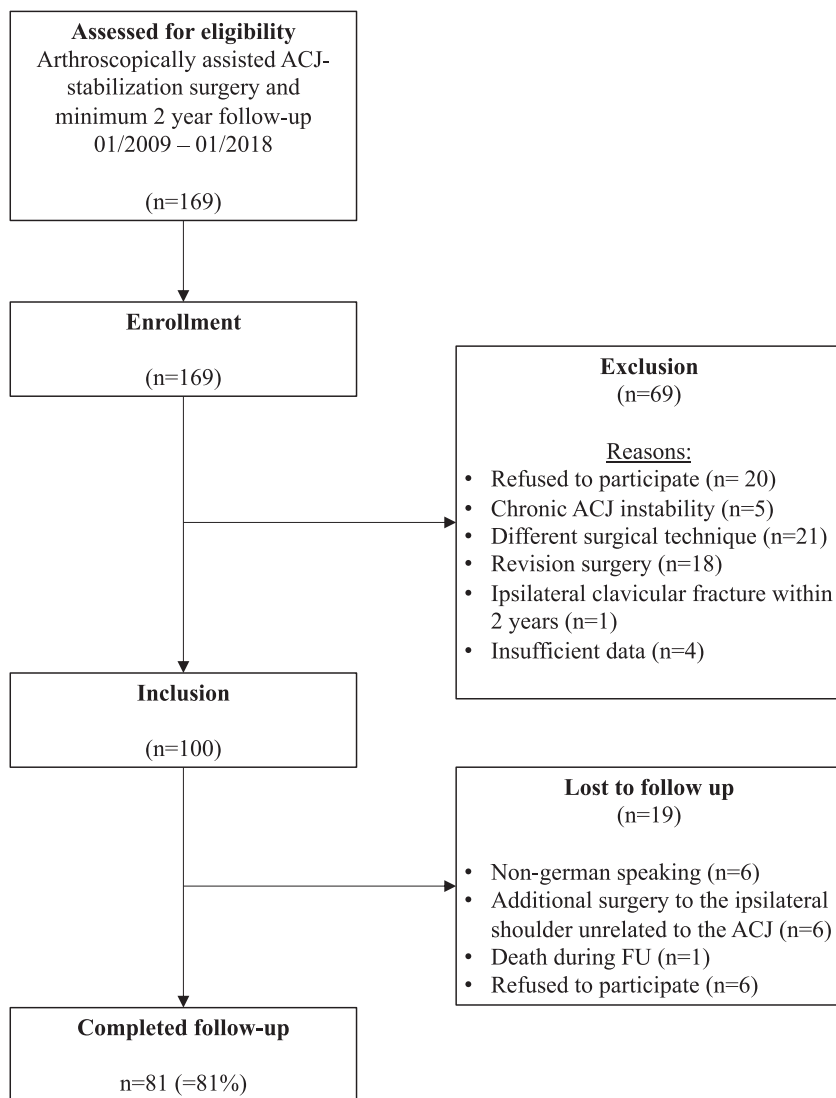 Assessed for eligibility
Arthroscopically assisted ACJ-
stabilization surgery and
minimum 2 year follow-up
01/2009 – 01/2018
(n=169)
Enrollment
(n=169)
Exclusion
(n=69)
Reasons:
• Refused to participate (n= 20)
• Chronic ACJ instability (n=5)
• Different surgical technique (n=21)
• Revision surgery (n=18)
• Ipsilateral clavicular fracture within
2 years (n=1)
• Insufficient data (n=4)
Inclusion
(n=100)
Lost to follow up
(n=19)
• Non-german speaking (n=6)
• Additional surgery to the ipsilateral
shoulder unrelated to the ACJ (n=6)
• Death during FU (n=1)
• Refused to participate (n=6)
Completed follow-up
n=81 (=81%)